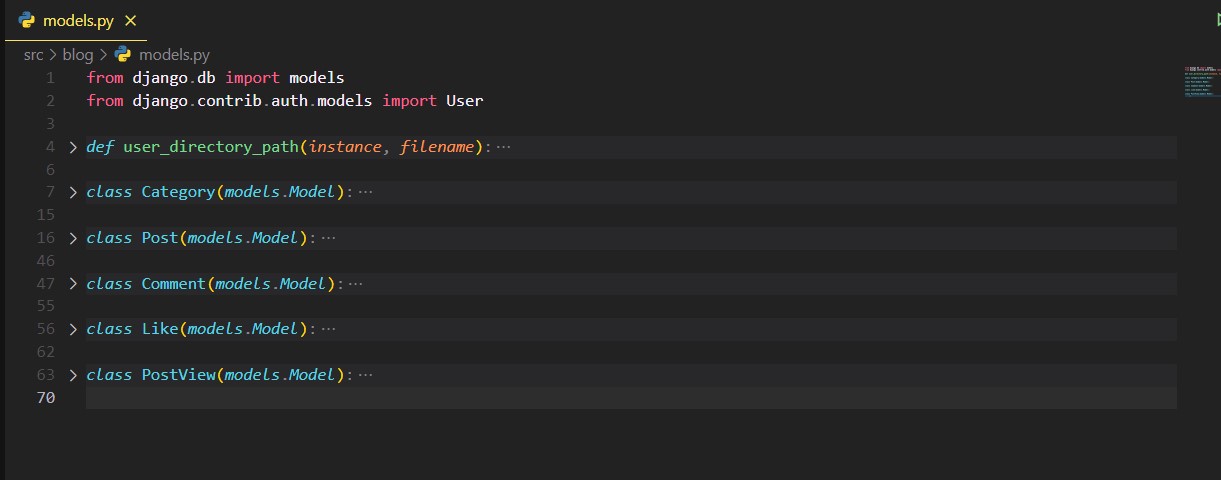 models.py
src > blog > models.py
1 from django.db import models
2 from django.contrib.auth.models import User
3
4 > def user_directory_path(instance, filename): ···
6
7 > class Category(models.Model): ···
15
16 > class Post(models.Model): ···
46
47 > class Comment(models.Model): ···
55
56 > class Like(models.Model): ···
62
63 > class PostView(models.Model): ···
70